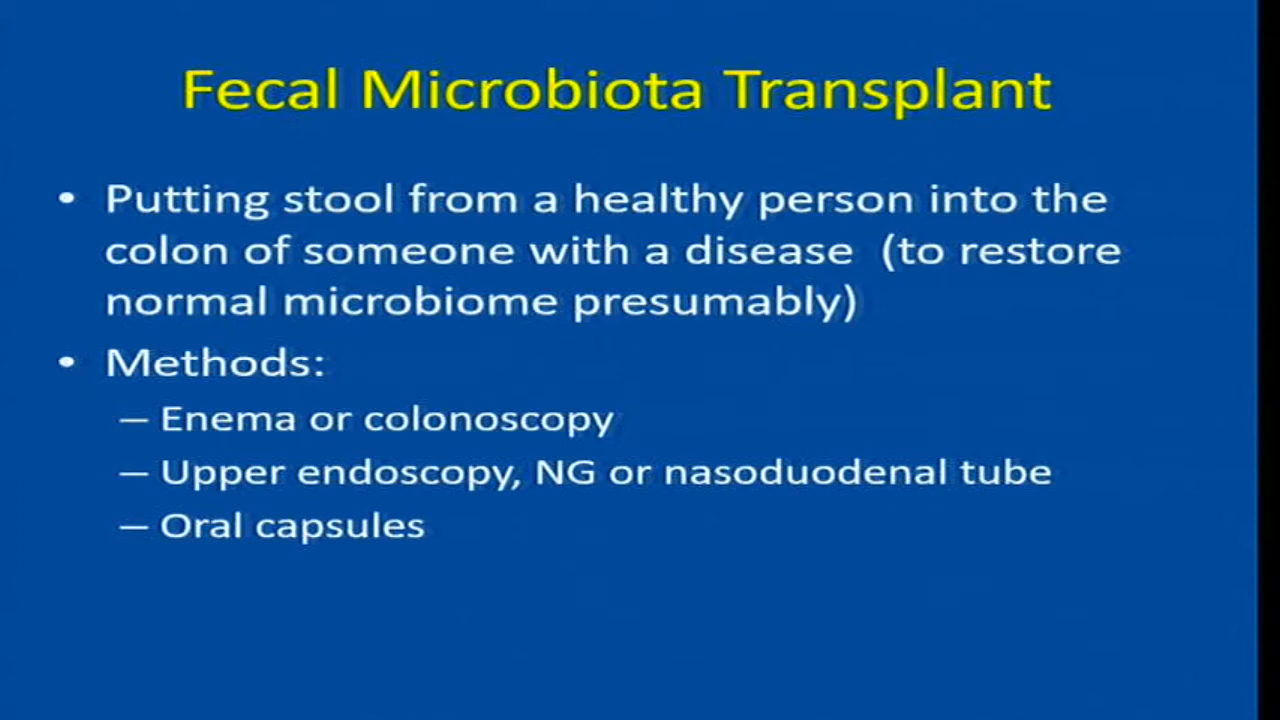 Fecal Microbiota Transplant
• Putting stool from a healthy person into the
colon of someone with a disease (to restore
normal microbiome presumably)
• Methods:
– Enema or colonoscopy
– Upper endoscopy, NG or nasoduodenal tube
– Oral capsules